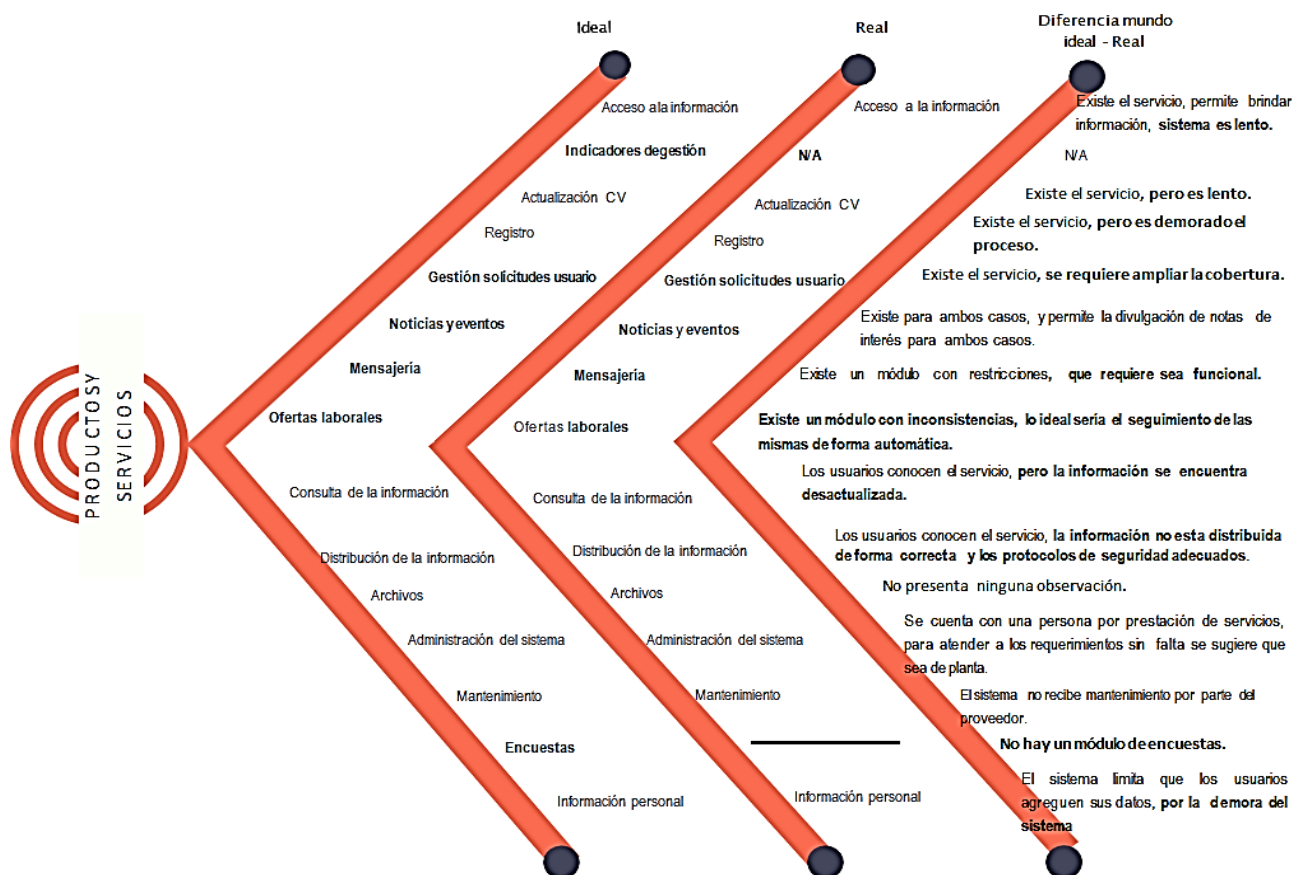 Ideal
Real
Diferencia mundo
ideal - Real
PRODUCTOSY
SERVICIOS
Acceso ala información
Indicadores degestión
Actualización CV
Registro
Gestión solicitudes usuario
Noticias y eventos
Mensajería
Ofertas laborales
Consulta de la información
Distribución de la información
Archivos
Administración del sistema
Mantenimiento
Encuestas
Información personal
Acceso a la información
N/A
Actualización CV
Registro
Gestión solicitudes usuario
Noticias y eventos
Mensajería
Ofertas laborales
Consulta de la información
Distribución de la información
Archivos
Administración del sistema
Mantenimiento
Información personal
Existe el servicio, permite brindar
información, sistema es lento.
N/A
Existe el servicio, pero es lento.
Existe el servicio, pero es demorado el
proceso.
Existe el servicio, se requiere ampliar la cobertura.
Existe para ambos casos, y permite la divulgación de notas de
interés para ambos casos.
Existe un módulo con restricciones, que requiere sea funcional.
Existe un módulo con inconsistencias, lo ideal sería el seguimiento de las
mismas de forma automática.
Los usuarios conocen el servicio, pero la información se encuentra
desactualizada.
Los usuarios conocen el servicio, la información no esta distribuida
de forma correcta y los protocolos de seguridad adecuados.
No presenta ninguna observación.
Se cuenta con una persona por prestación de servicios,
para atender a los requerimientos sin falta se sugiere que
sea de planta.
El sistema no recibe mantenimiento por parte del
proveedor.
No hay un módulo de encuestas.
El sistema limita que los usuarios
agreguen sus datos, por la demora del
sistema